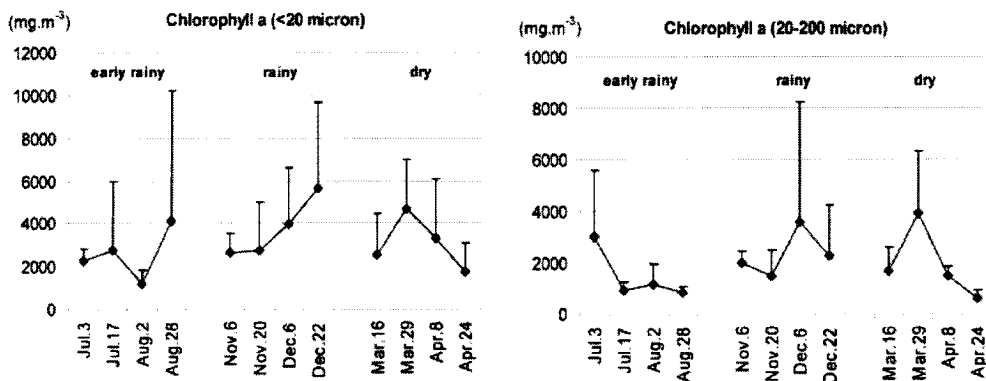 (mg.m-3)
Chlorophyll a (<20 micron)
12000
10000
8000
6000
4000
2000
0
early rainy
rainy
dry
Jul.3
Jul.17
Aug.2
Aug.28
Nov.6
Nov.20
Dec.6
Dec.22
Mar.16
Mar.29
Apr.8
Apr.24
(mg.m-3)
Chlorophyll a (20-200 micron)
10000
8000
6000
4000
2000
0
early rainy
rainy
dry
Jul.3
Jul.17
Aug.2
Aug.28
Nov.6
Nov.20
Dec.6
Dec.22
Mar.16
Mar.29
Apr.8
Apr.24